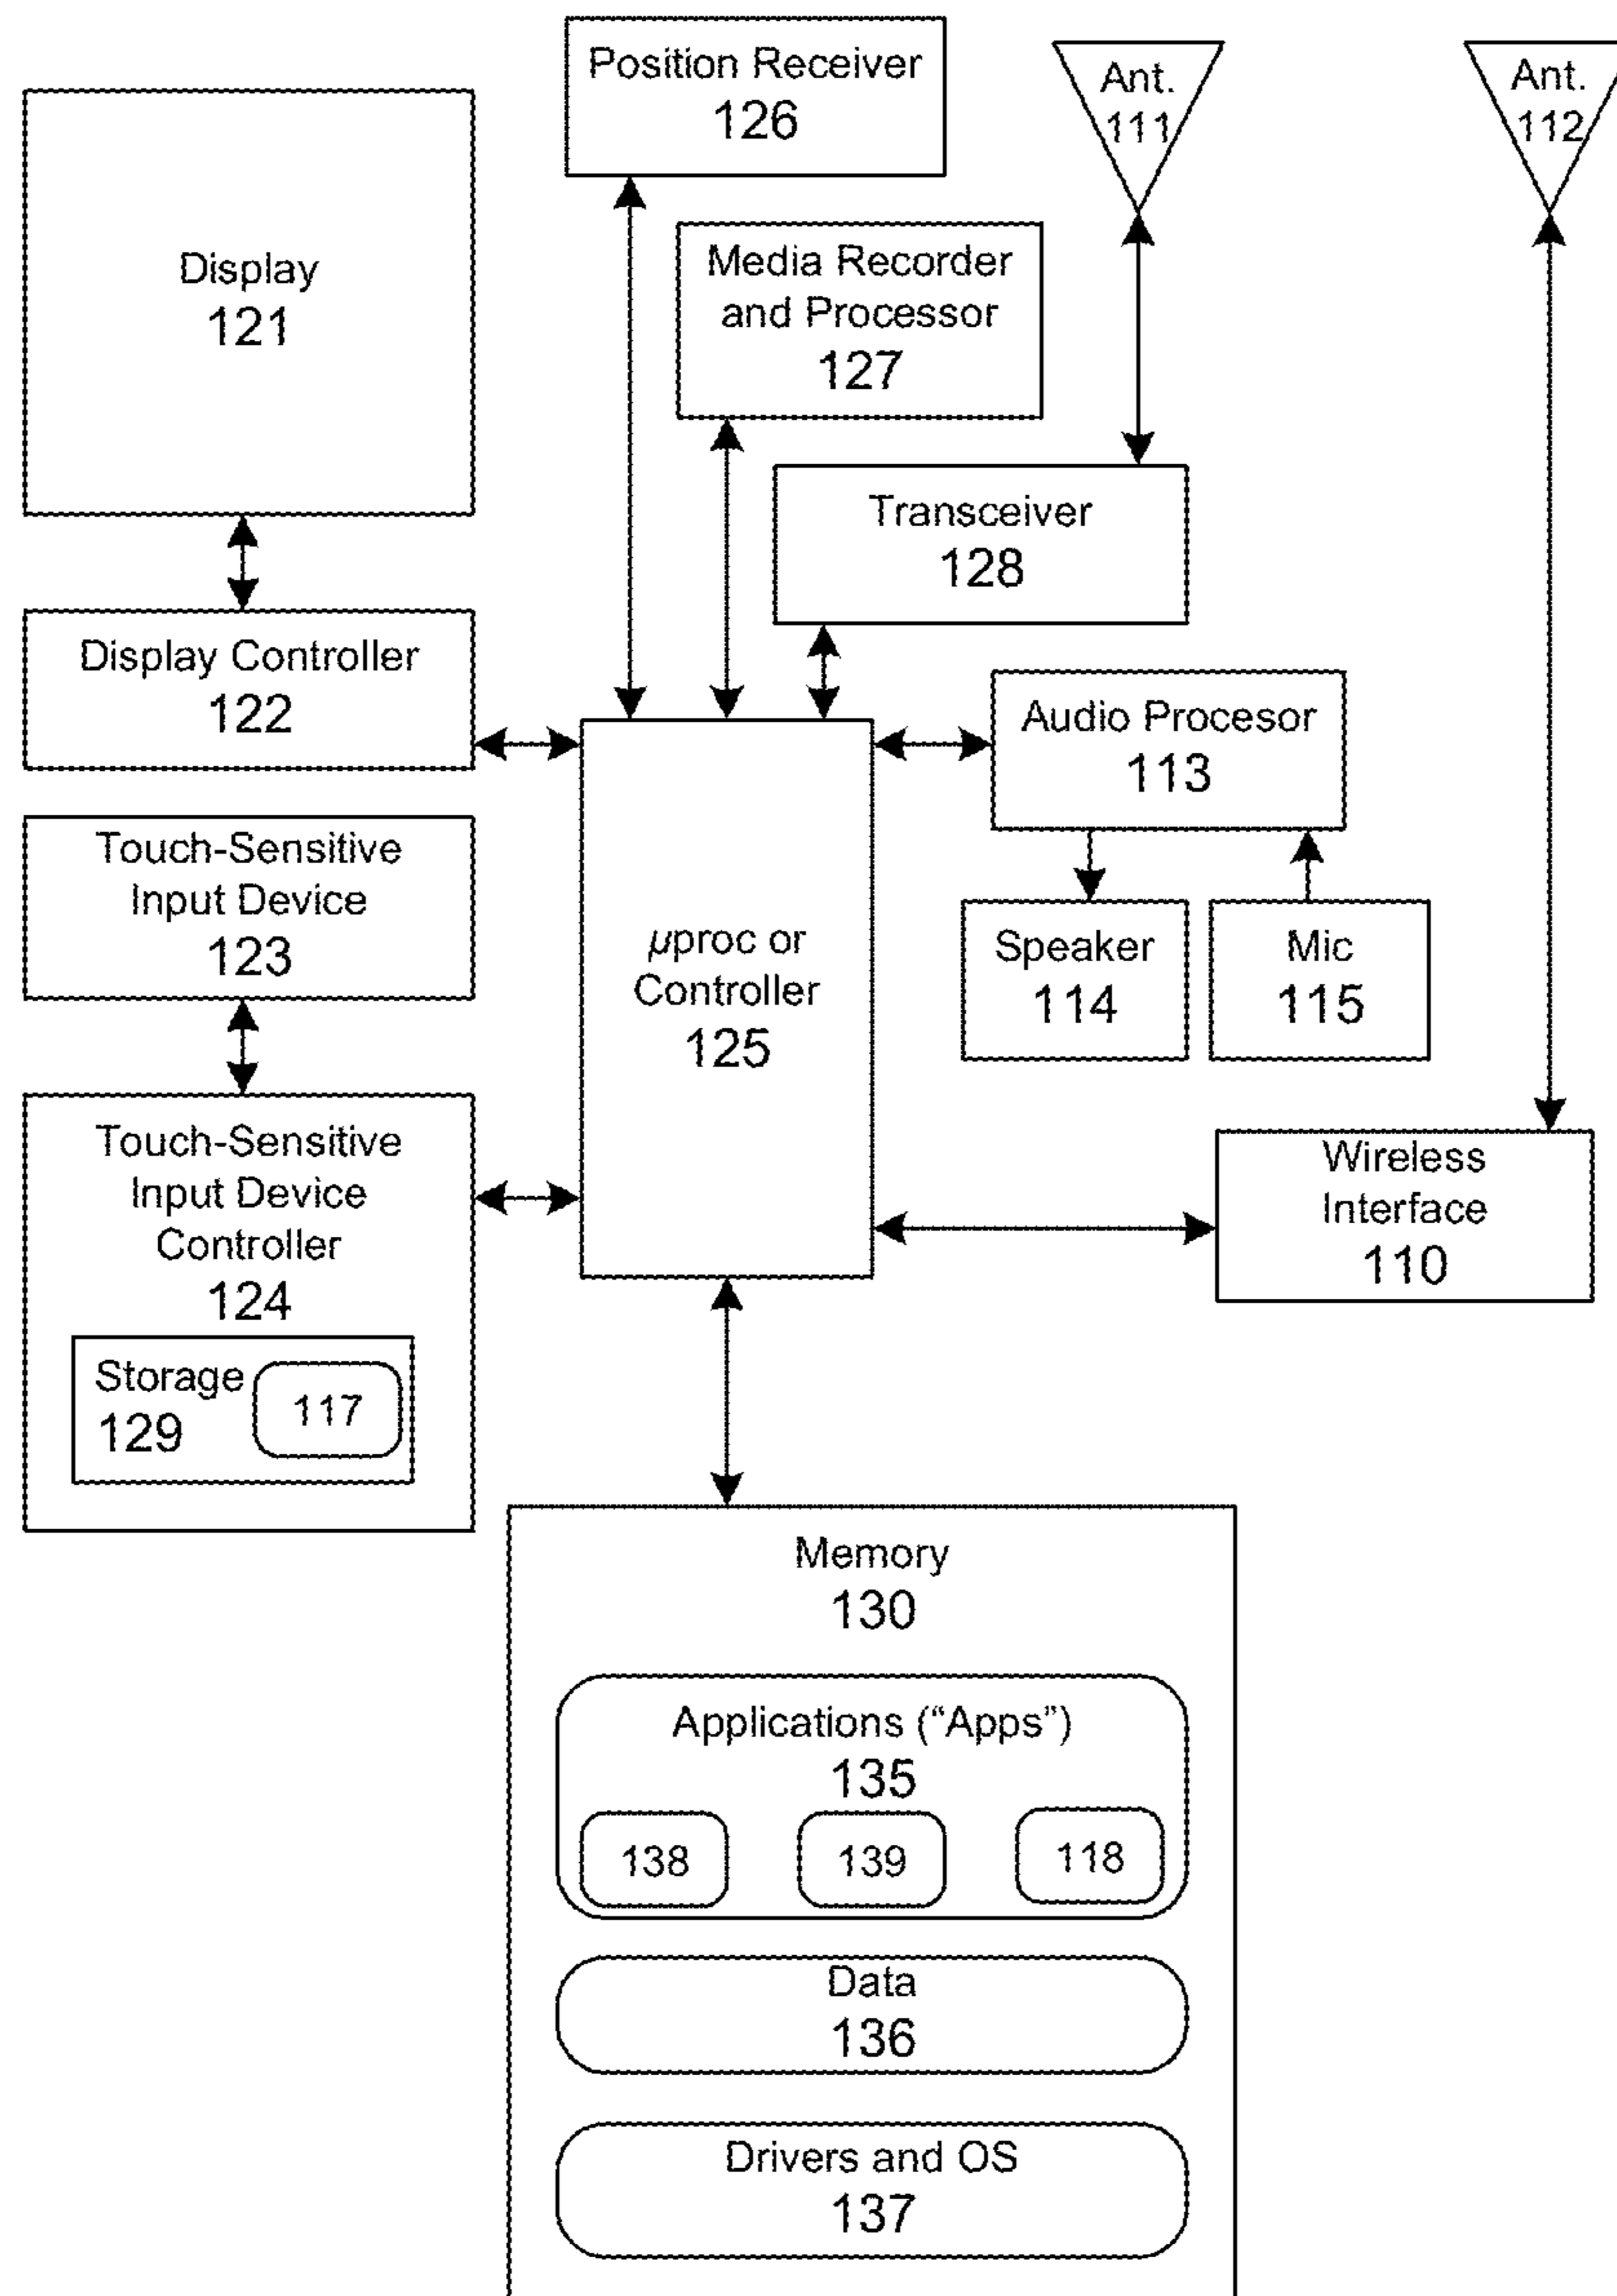 Position Receiver
126
Ant.
111
Ant.
112
Display
121
Media Recorder
and Processor
127
Transceiver
128
Display Controller
122
Audio Procesor
113
Touch-Sensitive
Input Device
123
µproc or
Controller
125
Speaker
114
Mic
115
Touch-Sensitive
Input Device
Controller
124
Storage
129
117
Wireless
Interface
110
Memory
130
Applications (“Apps”)
135
138
139
118
Data
136
Drivers and OS
137